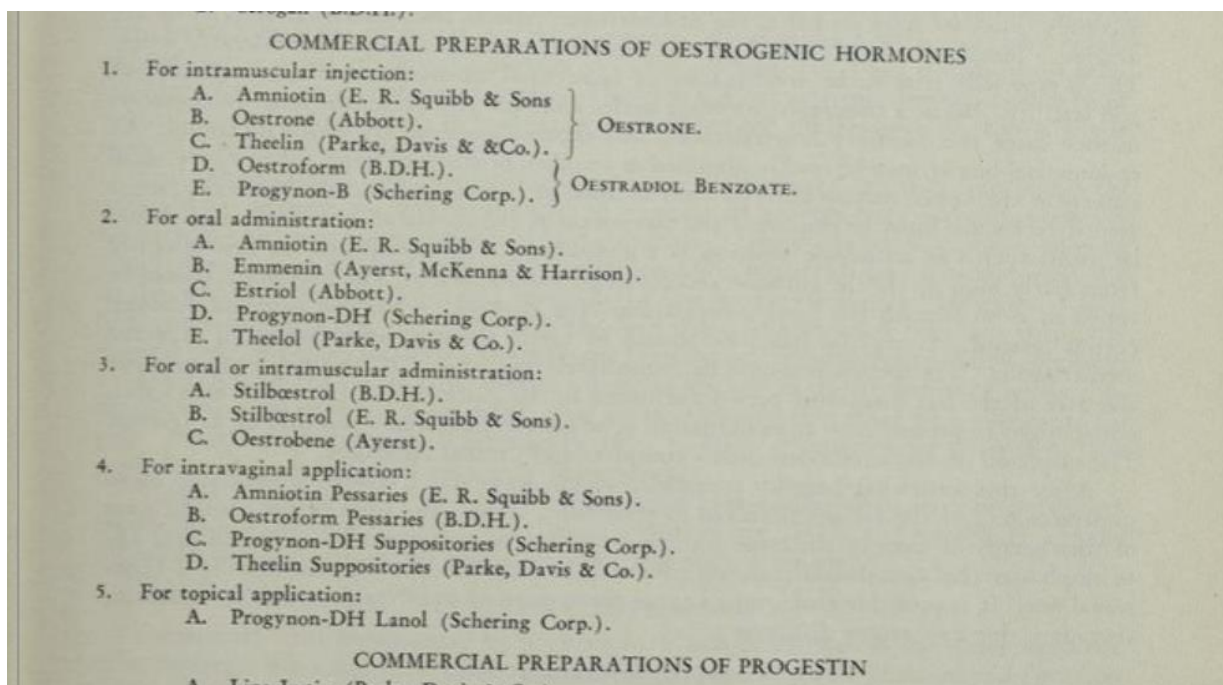 COMMERCIAL PREPARATIONS OF OESTROGENIC HORMONES
1. For intramuscular injection:
A. Amniotin (E. R. Squibb & Sons
B. Oestrone (Abbott).
C. Theelin (Parke, Davis & &Co.).
OESTRONE.
D. Oestroform (B.D.H.).
E. Progynon-B (Schering Corp.).
OESTRADIOL BENZOATE.
2. For oral administration:
A. Amniotin (E. R. Squibb & Sons).
B. Emmenin (Ayerst, McKenna & Harrison).
C. Estriol (Abbott).
D. Progynon-DH (Schering Corp.).
E. Theelol (Parke, Davis & Co.).
3. For oral or intramuscular administration:
A. Stilbœstrol (B.D.H.).
B. Stilbœstrol (E. R. Squibb & Sons).
C. Oestrobene (Ayerst).
4. For intravaginal application:
A. Amniotin Pessaries (E. R. Squibb & Sons).
B. Oestroform Pessaries (B.D.H.).
C. Progynon-DH Suppositories (Schering Corp.).
D. Theelin Suppositories (Parke, Davis & Co.).
5. For topical application:
A. Progynon-DH Lanol (Schering Corp.).
COMMERCIAL PREPARATIONS OF PROGESTIN